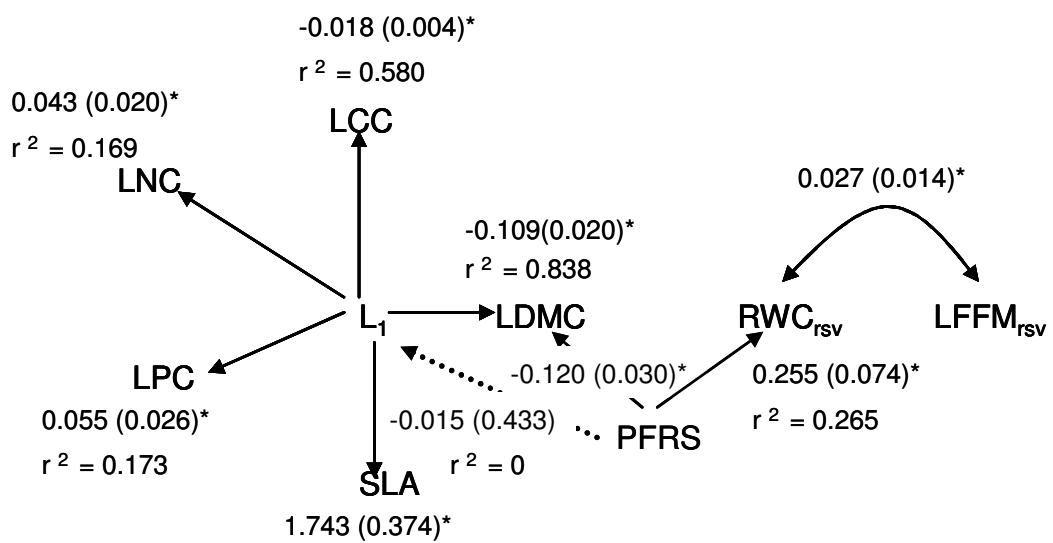 -0.018 (0.004)*
r ² = 0.580
LCC
0.043 (0.020)*
r ² = 0.169
LNC
0.027 (0.014)*
-0.109(0.020)*
r ² = 0.838
L₁
LDMC
RWCrsv
LFFMrsv
LPC
0.055 (0.026)*
r ² = 0.173
-0.120 (0.030)*
0.255 (0.074)*
r ² = 0.265
-0.015 (0.433)
r ² = 0
PFRS
SLA
1.743 (0.374)*